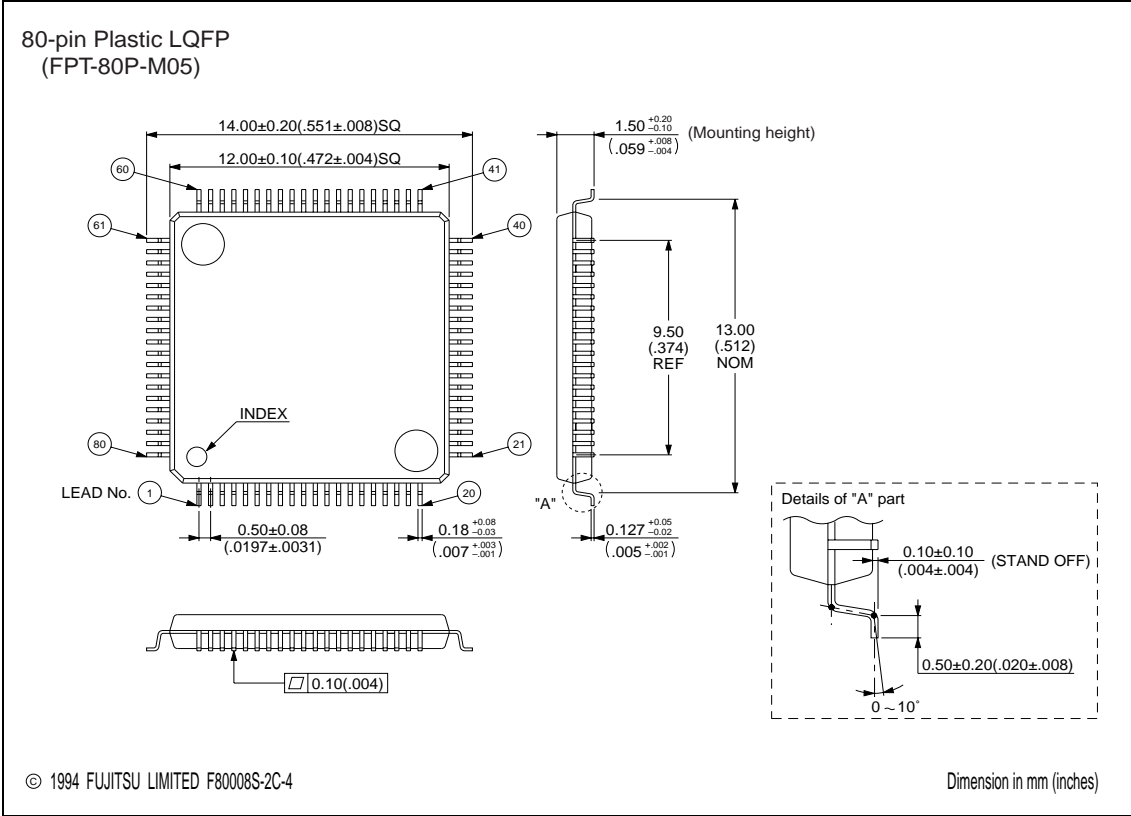 80-pin Plastic LQFP
(FPT-80P-M05)
14.00±0.20(.551±.008)SQ
12.00±0.10(.472±.004)SQ
1.50 +0.20 –0.10 (Mounting height)
(.059 +.008 –.004)
60
41
61
40
9.50
(.374)
REF
13.00
(.512)
NOM
INDEX
80
21
LEAD No.
1
20
"A"
0.50±0.08
(.0197±.0031)
0.18 +0.08 –0.03
(.007 +.003 –.001)
0.127 +0.05 –0.02
(.005 +.002 –.001)
Details of "A" part
0.10±0.10
(.004±.004)
(STAND OFF)
0.50±0.20(.020±.008)
0 ~ 10°
0.10(.004)
© 1994 FUJITSU LIMITED F80008S-2C-4
Dimension in mm (inches)